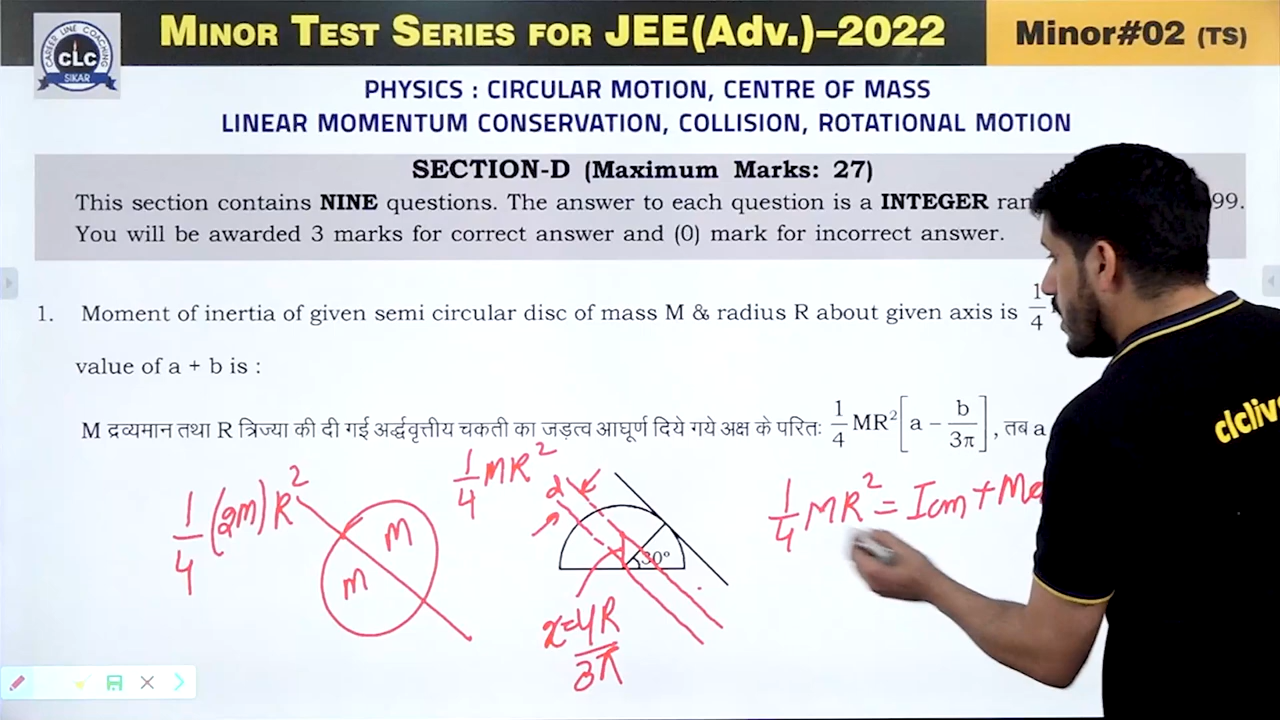 MINOR TEST SERIES FOR JEE(ADV.)–2022
Minor#02 (TS)
CAREER LINE COACHING
CLC
SIKAR
PHYSICS : CIRCULAR MOTION, CENTRE OF MASS
LINEAR MOMENTUM CONSERVATION, COLLISION, ROTATIONAL MOTION
SECTION-D (Maximum Marks: 27)
This section contains NINE questions. The answer to each question is a INTEGER 99.
You will be awarded 3 marks for correct answer and (0) mark for incorrect answer.
1. Moment of inertia of given semi circular disc of mass M & radius R about given axis is 1/4
value of a + b is :
M द्रव्यमान तथा R त्रिज्या की दी गई अर्द्धवृत्तीय चकती का जड़त्व आघूर्ण दिये गये अक्ष के परितः 1/4 MR²[a − b/3π], तब a
1/4 (2M)R²
M
M
1/4 MR²
d
30°
x=4R/3π
1/4 MR² = Icm+M
clclive